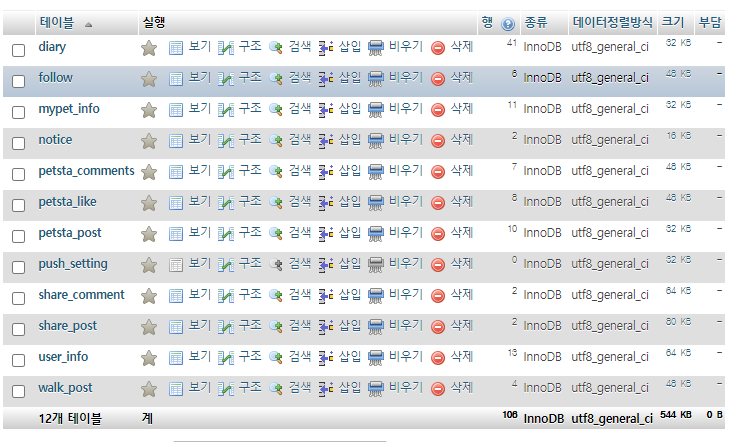 테이블 실행 행 종류 데이터정렬방식 크기 부담
diary 보기 구조 검색 삽입 비우기 삭제 41 InnoDB utf8_general_ci 32 KB -
follow 보기 구조 검색 삽입 비우기 삭제 6 InnoDB utf8_general_ci 48 KB -
mypet_info 보기 구조 검색 삽입 비우기 삭제 11 InnoDB utf8_general_ci 32 KB -
notice 보기 구조 검색 삽입 비우기 삭제 2 InnoDB utf8_general_ci 16 KB -
petsta_comments 보기 구조 검색 삽입 비우기 삭제 7 InnoDB utf8_general_ci 48 KB -
petsta_like 보기 구조 검색 삽입 비우기 삭제 8 InnoDB utf8_general_ci 48 KB -
petsta_post 보기 구조 검색 삽입 비우기 삭제 10 InnoDB utf8_general_ci 32 KB -
push_setting 보기 구조 검색 삽입 비우기 삭제 0 InnoDB utf8_general_ci 32 KB -
share_comment 보기 구조 검색 삽입 비우기 삭제 2 InnoDB utf8_general_ci 64 KB -
share_post 보기 구조 검색 삽입 비우기 삭제 2 InnoDB utf8_general_ci 80 KB -
user_info 보기 구조 검색 삽입 비우기 삭제 13 InnoDB utf8_general_ci 64 KB -
walk_post 보기 구조 검색 삽입 비우기 삭제 4 InnoDB utf8_general_ci 48 KB -
12개 테이블 계 106 InnoDB utf8_general_ci 544 KB 0 B